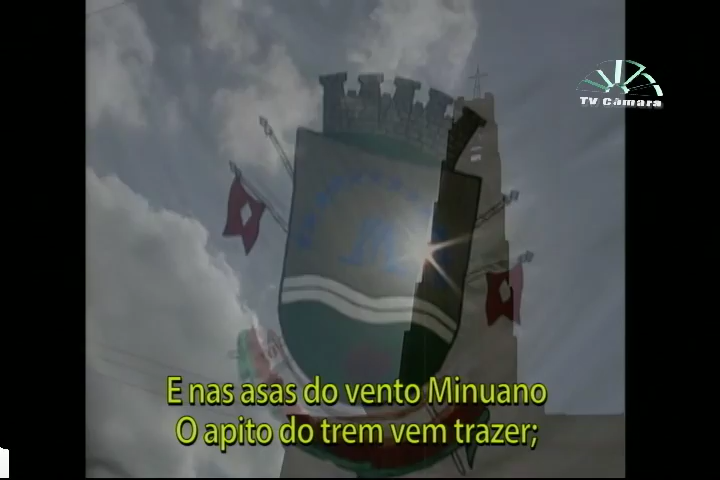 TV Câmara
E nas asas do vento Minuano
O apito do trem vem trazer;